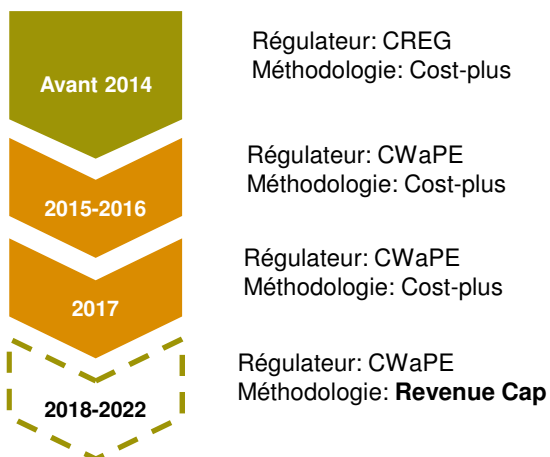 Avant 2014
Régulateur: CREG
Méthodologie: Cost-plus
2015-2016
Régulateur: CWaPE
Méthodologie: Cost-plus
2017
Régulateur: CWaPE
Méthodologie: Cost-plus
2018-2022
Régulateur: CWaPE
Méthodologie: Revenue Cap